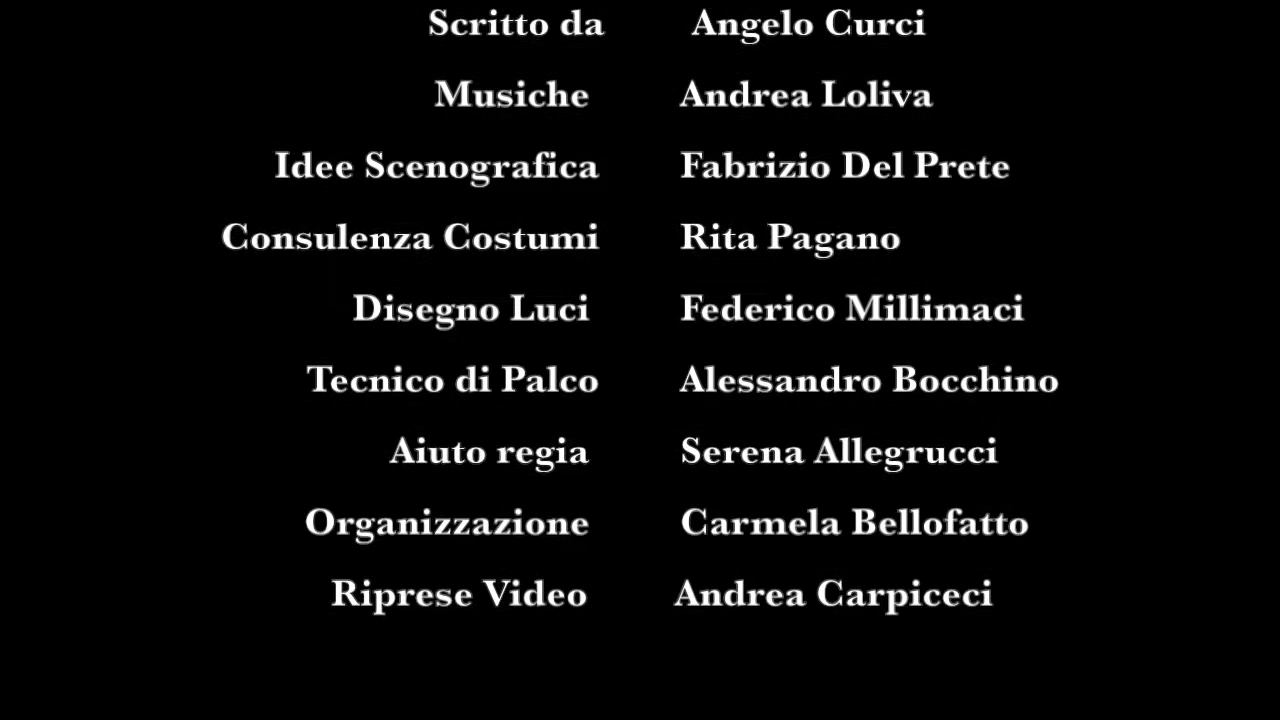 Scritto da Angelo Curci
Musiche Andrea Loliva
Idee Scenografica Fabrizio Del Prete
Consulenza Costumi Rita Pagano
Disegno Luci Federico Millimaci
Tecnico di Palco Alessandro Bocchino
Aiuto regia Serena Allegrucci
Organizzazione Carmela Bellofatto
Riprese Video Andrea Carpiceci